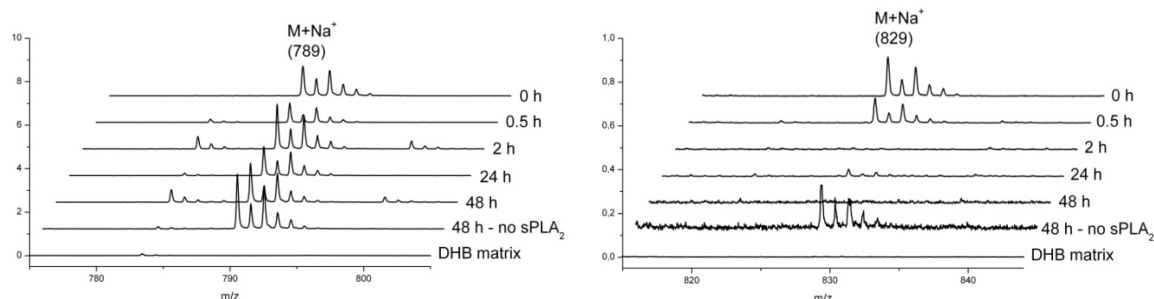 M+Na⁺
(789)
10
8
6
4
2
0
0 h
0.5 h
2 h
24 h
48 h
48 h - no sPLA₂
DHB matrix
780
790
800
m/z
M+Na⁺
(829)
1,0
0,8
0,6
0,4
0,2
0,0
0 h
0.5 h
2 h
24 h
48 h
48 h - no sPLA₂
DHB matrix
820
830
840
m/z